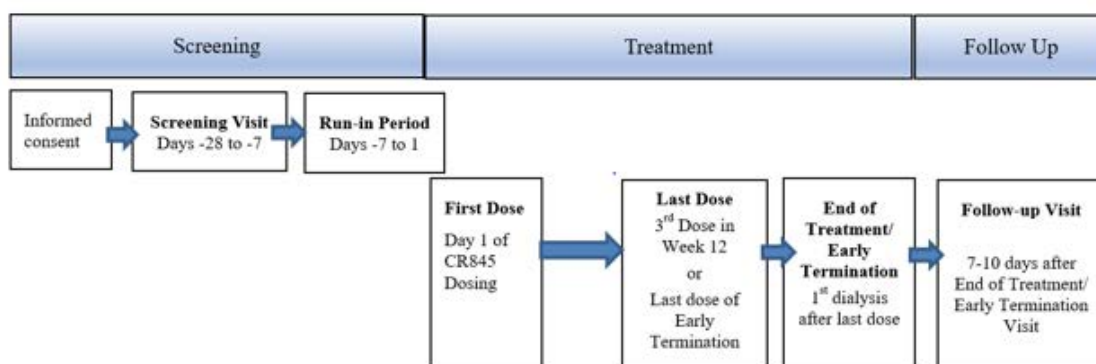 Screening
Treatment
Follow Up
Informed
consent
Screening Visit
Days -28 to -7
Run-in Period
Days -7 to 1
First Dose
Day 1 of
CR845
Dosing
Last Dose
3rd Dose in
Week 12
or
Last dose of
Early
Termination
End of
Treatment/
Early
Termination
1st dialysis
after last dose
Follow-up Visit
7-10 days after
End of Treatment/
Early Termination
Visit